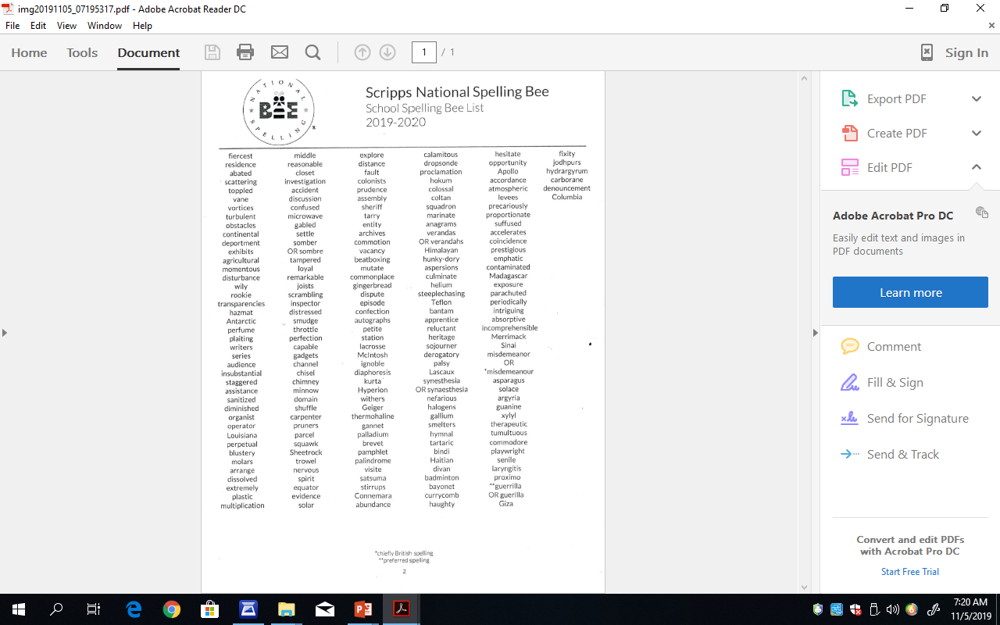 img20191105_07195317.pdf - Adobe Acrobat Reader DC
File Edit View Window Help
Home Tools Document 1 / 1 Sign In
NATIONAL
BEE
SPELLING
Scripps National Spelling Bee
School Spelling Bee List
2019-2020
fiercest
residence
abated
scattering
toppled
vane
vortices
turbulent
obstacles
continental
deportment
exhibits
agricultural
momentous
disturbance
wily
rookie
transparencies
hazmat
Antarctic
perfume
plaiting
writers
series
audience
insubstantial
staggered
assistance
sanitized
diminished
organist
operator
Louisiana
perpetual
blustery
molars
arrange
dissolved
extremely
plastic
multiplication
middle
reasonable
closet
investigation
accident
discussion
confused
microwave
gabled
settle
somber
OR sombre
tampered
loyal
remarkable
joists
scrambling
inspector
distressed
smudge
throttle
perfection
capable
gadgets
channel
chisel
chimney
minnow
domain
shuffle
carpenter
pruners
parcel
squawk
Sheetrock
trowel
nervous
spirit
equator
evidence
solar
explore
distance
fault
colonists
prudence
assembly
sheriff
tarry
entity
archives
commotion
vacancy
beatboxing
mutate
commonplace
gingerbread
dispute
episode
confection
autographs
petite
station
lacrosse
McIntosh
ignoble
diaphoresis
kurta
Hyperion
withers
Geiger
thermohaline
gannet
palladium
brevet
pamphlet
palindrome
visite
satsuma
stirrups
Connemara
abundance
calamitous
dropsonde
proclamation
hokum
colossal
coltan
squadron
marinate
anagrams
verandas
OR verandahs
Himalayan
hunky-dory
aspersions
culminate
helium
steeplechasing
Teflon
bantam
apprentice
reluctant
heritage
sojourner
derogatory
palsy
Lascaux
synesthesia
OR synaesthesia
nefarious
halogens
gallium
smelters
hymnal
tartaric
bindi
Haitian
divan
badminton
bayonet
currycomb
haughty
hesitate
opportunity
Apollo
accordance
atmospheric
levees
precariously
proportionate
suffused
accelerates
coincidence
prestigious
emphatic
contaminated
Madagascar
exposure
parachuted
periodically
intriguing
absorptive
incomprehensible
Merrimack
Sinai
misdemeanor
OR
*misdemeanour
asparagus
solace
argyria
guanine
xylyl
therapeutic
tumultuous
commodore
playwright
senile
laryngitis
proximo
**guerrilla
OR guerilla
Giza
fixity
jodhpurs
hydrargyrum
carborane
denouncement
Columbia
*chiefly British spelling
**preferred spelling
2
Export PDF
Create PDF
Edit PDF
Adobe Acrobat Pro DC
Easily edit text and images in
PDF documents
Learn more
Comment
Fill & Sign
Send for Signature
Send & Track
Convert and edit PDFs
with Acrobat Pro DC
Start Free Trial
7:20 AM
11/5/2019